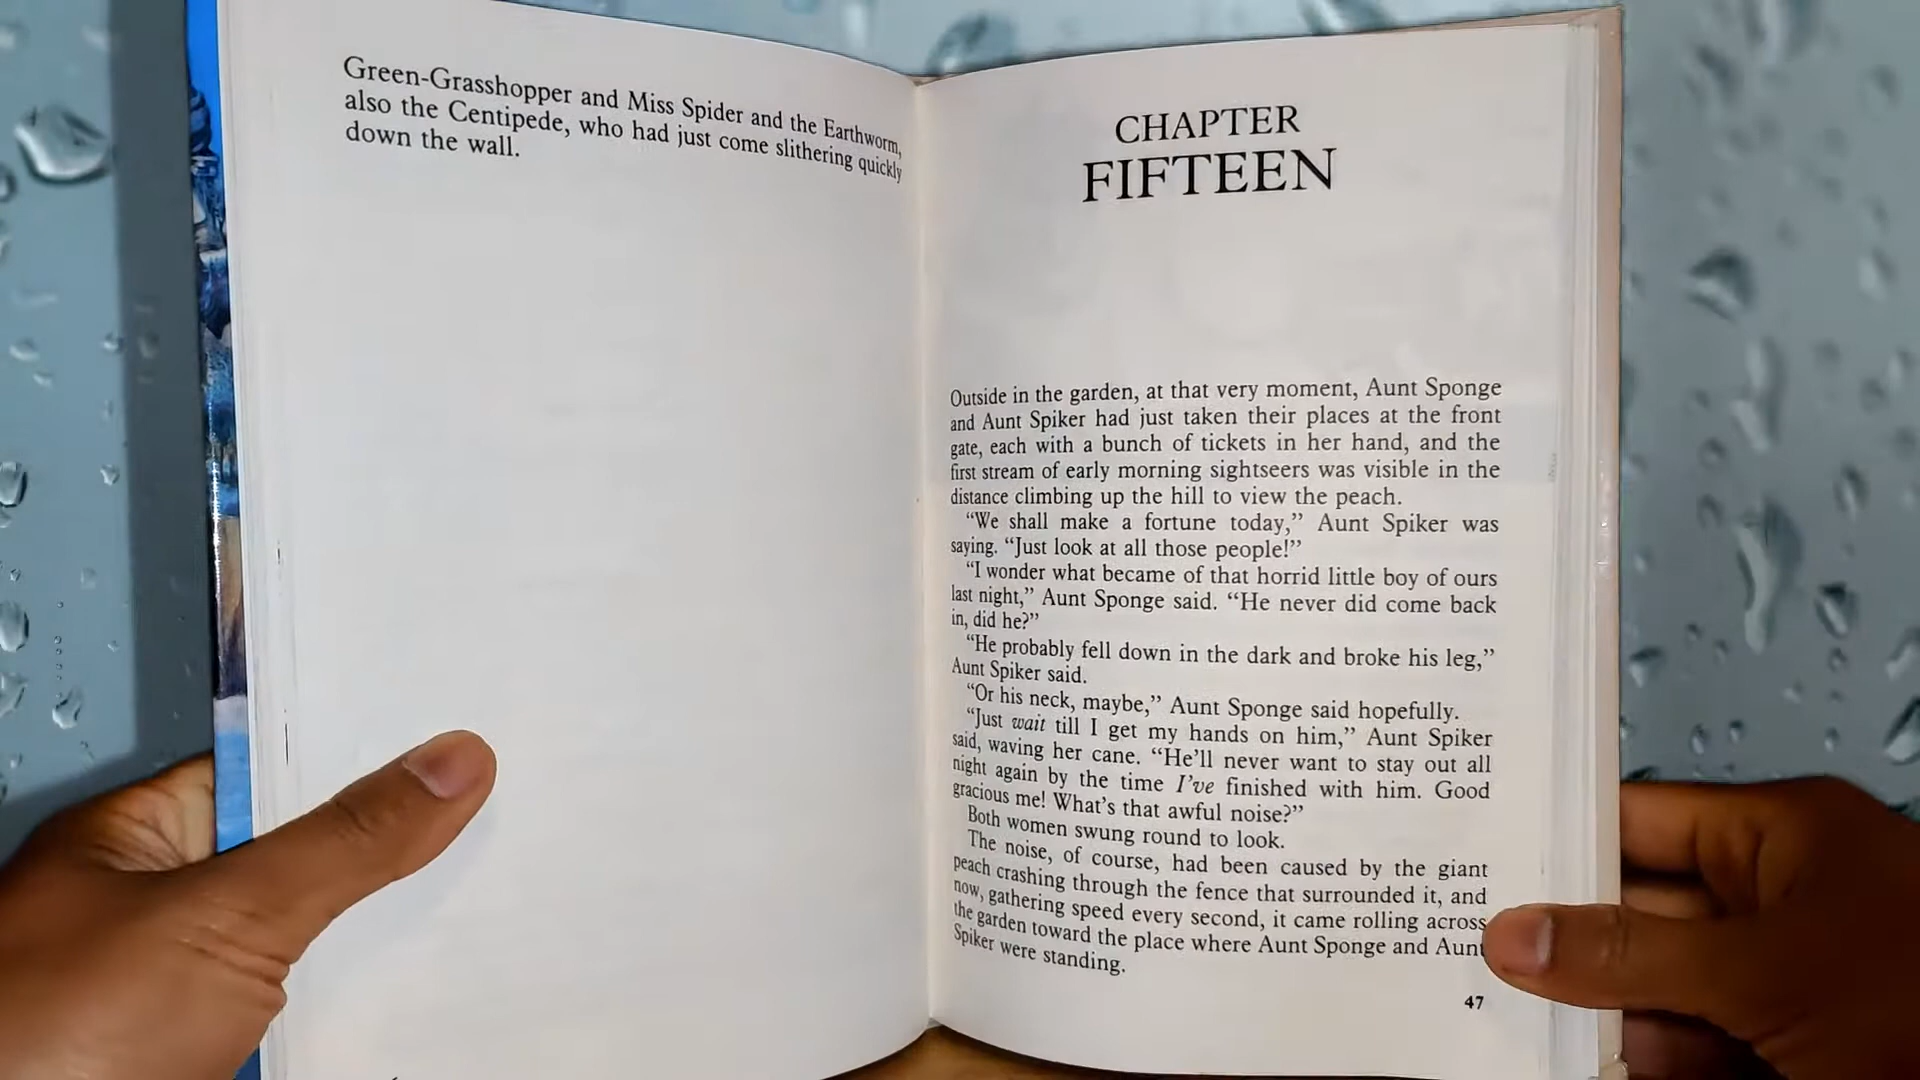 Green-Grasshopper and Miss Spider and the Earthworm,
also the Centipede, who had just come slithering quickly
down the wall.
CHAPTER
FIFTEEN
Outside in the garden, at that very moment, Aunt Sponge
and Aunt Spiker had just taken their places at the front
gate, each with a bunch of tickets in her hand, and the
first stream of early morning sightseers was visible in the
distance climbing up the hill to view the peach.
“We shall make a fortune today,” Aunt Spiker was
saying. “Just look at all those people!”
“I wonder what became of that horrid little boy of ours
last night,” Aunt Sponge said. “He never did come back
in, did he?”
“He probably fell down in the dark and broke his leg,”
Aunt Spiker said.
“Or his neck, maybe,” Aunt Sponge said hopefully.
“Just wait till I get my hands on him,” Aunt Spiker
said, waving her cane. “He’ll never want to stay out all
night again by the time I’ve finished with him. Good
gracious me! What’s that awful noise?”
Both women swung round to look.
The noise, of course, had been caused by the giant
peach crashing through the fence that surrounded it, and
now, gathering speed every second, it came rolling across
the garden toward the place where Aunt Sponge and Aunt
Spiker were standing.
47